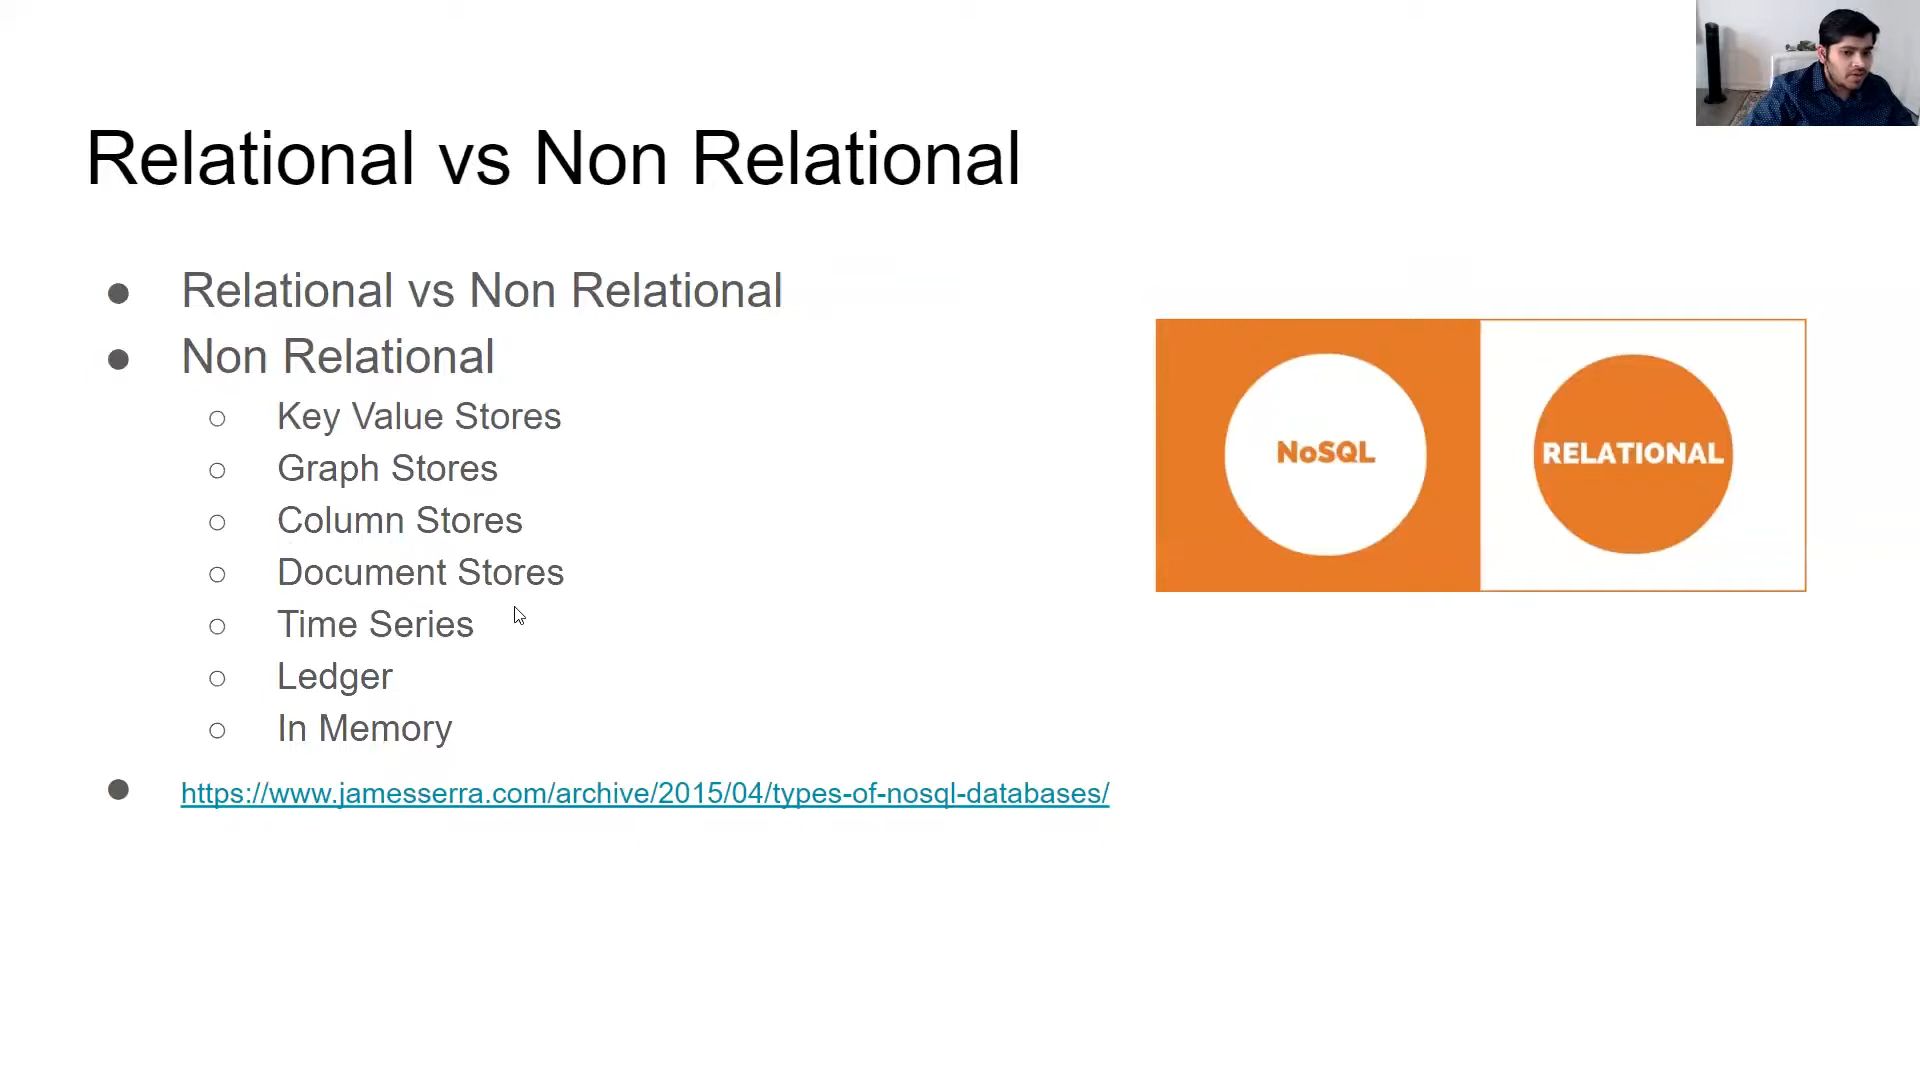 Relational vs Non Relational
Relational vs Non Relational
Non Relational
Key Value Stores
Graph Stores
Column Stores
Document Stores
Time Series
Ledger
In Memory
https://www.jamesserra.com/archive/2015/04/types-of-nosql-databases/
NoSQL
RELATIONAL